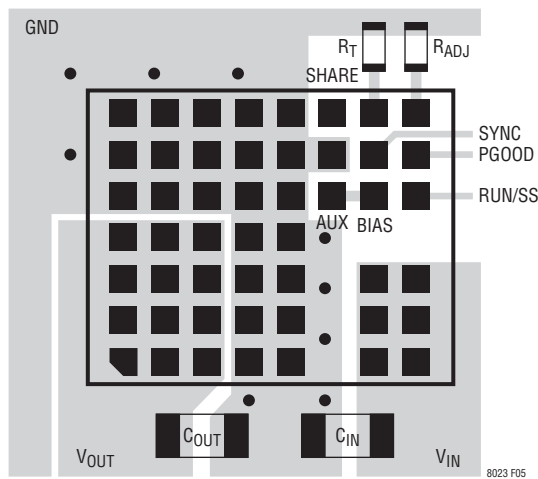 GND
RT RADJ
SHARE
SYNC
PGOOD
RUN/SS
AUX BIAS
COUT CIN
VOUT VIN
8023 F05